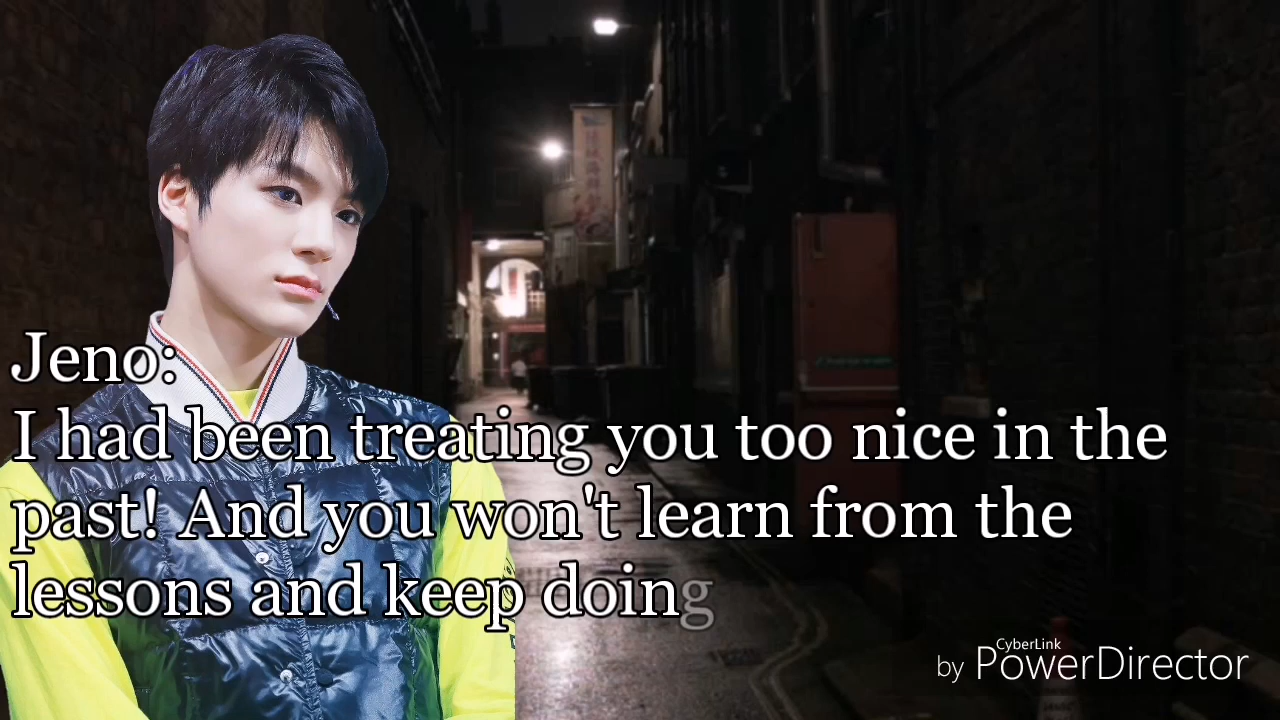 Jeno:
I had been treating you too nice in the
past! And you won't learn from the
lessons and keep doing
CyberLink
by PowerDirector